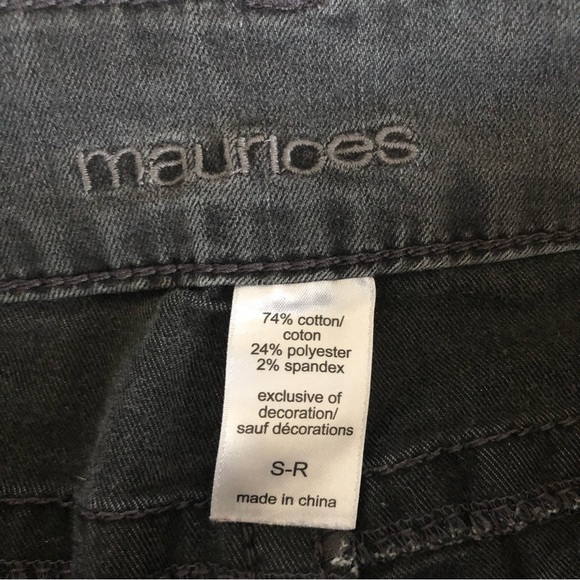 maurices
74% cotton/
coton
24% polyester
2% spandex
exclusive of
decoration/
sauf décorations
S-R
made in china